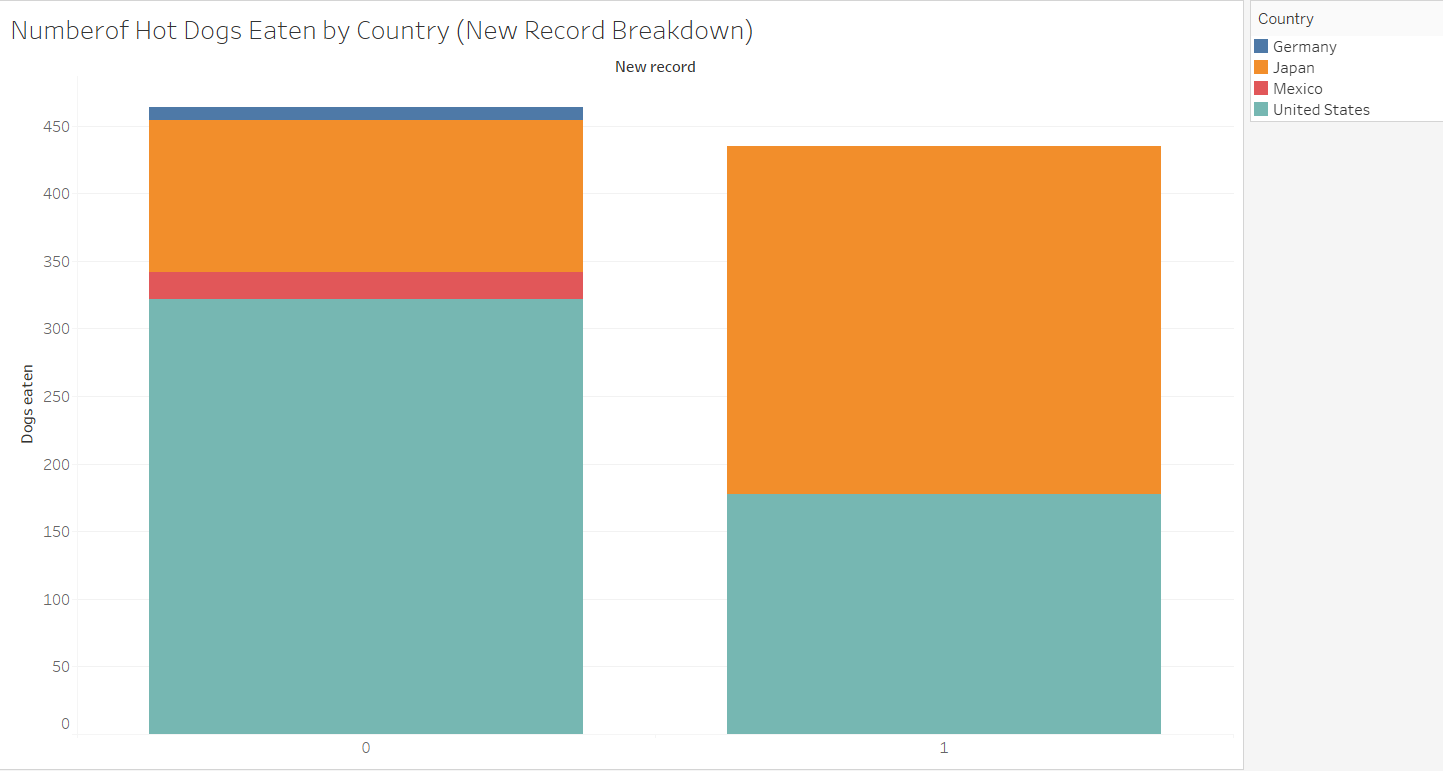 Numberof Hot Dogs Eaten by Country (New Record Breakdown)
New record
Dogs eaten
450
400
350
300
250
200
150
100
50
0
0
1
Country
Germany
Japan
Mexico
United States